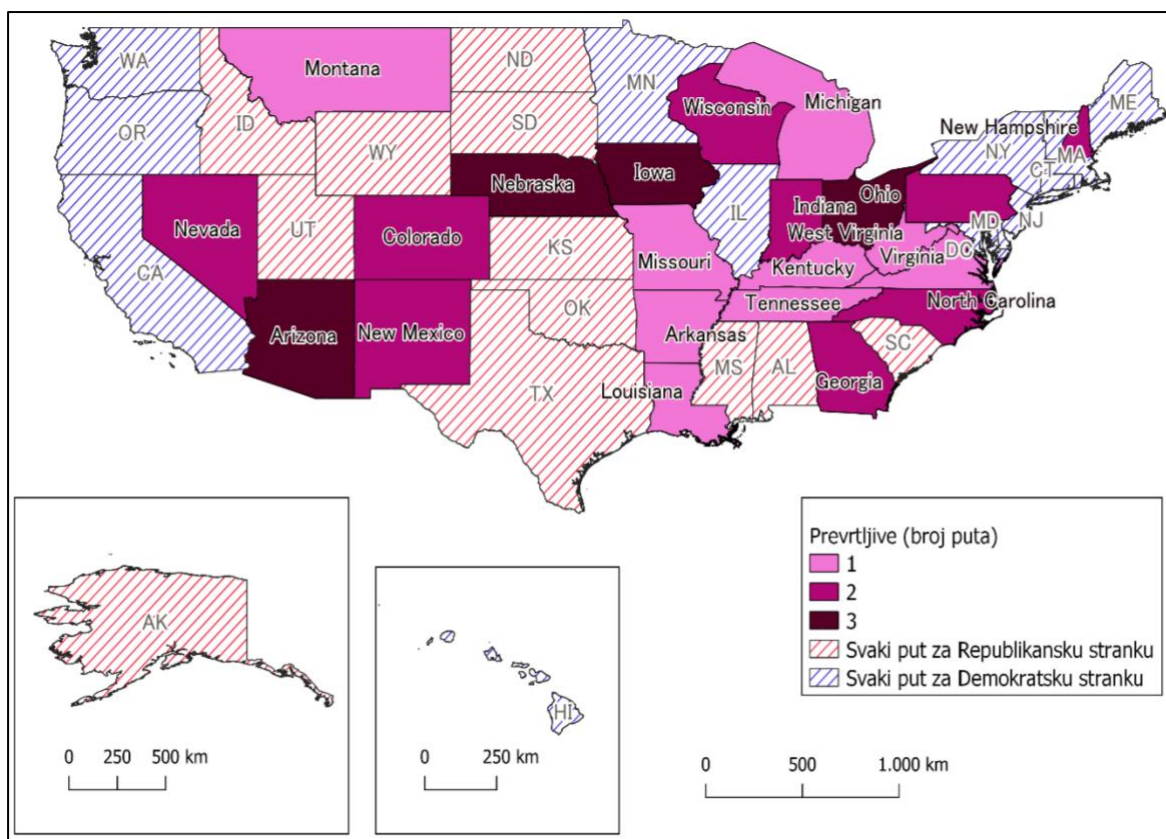 WA
Montana
ND
MN
OR
ID
WY
SD
Wisconsin
Michigan
New Hampshire
ME
NY
MA
CT
Nebraska
Iowa
Ohio
Nevada
UT
Colorado
KS
IL
Indiana
West Virginia
MD
NJ
DC
CA
Missouri
Kentucky
Virginia
Arizona
New Mexico
OK
Tennessee
North Carolina
Arkansas
MS
AL
SC
Georgia
TX
Louisiana
AK
HI
0 250 500 km
0 250 km
Prevrtljive (broj puta)
1
2
3
Svaki put za Republikansku stranku
Svaki put za Demokratsku stranku
0 500 1.000 km